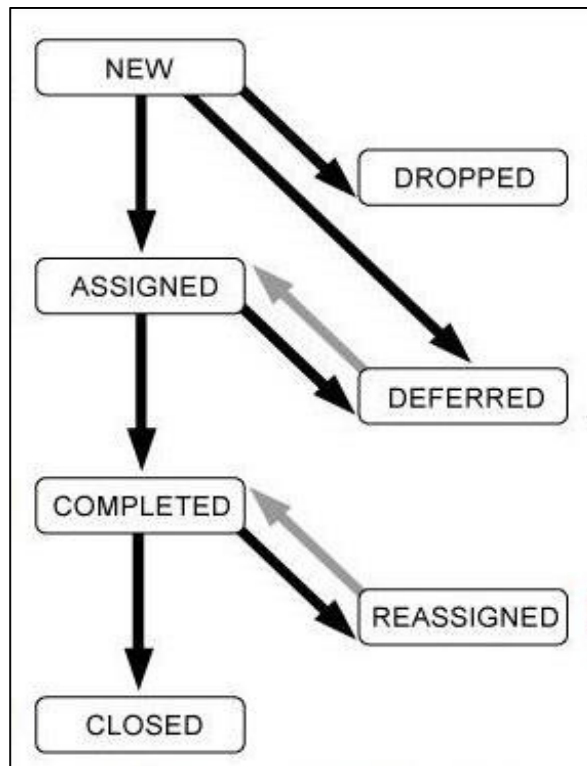 NEW
DROPPED
ASSIGNED
DEFERRED
COMPLETED
REASSIGNED
CLOSED